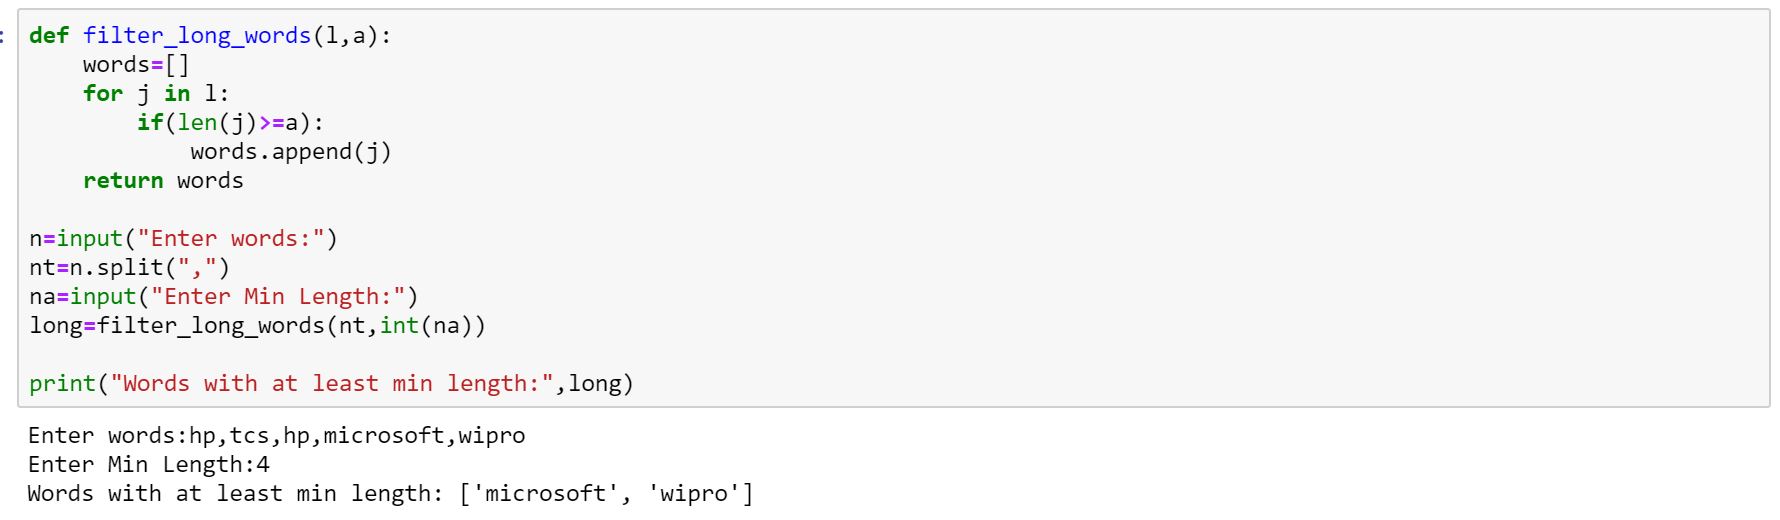 :
def filter_long_words(l,a):
    words=[]
    for j in l:
        if(len(j)>=a):
            words.append(j)
    return words

n=input("Enter words:")
nt=n.split(",")
na=input("Enter Min Length:")
long=filter_long_words(nt,int(na))

print("Words with at least min length:",long)
Enter words:hp,tcs,hp,microsoft,wipro
Enter Min Length:4
Words with at least min length: ['microsoft', 'wipro']